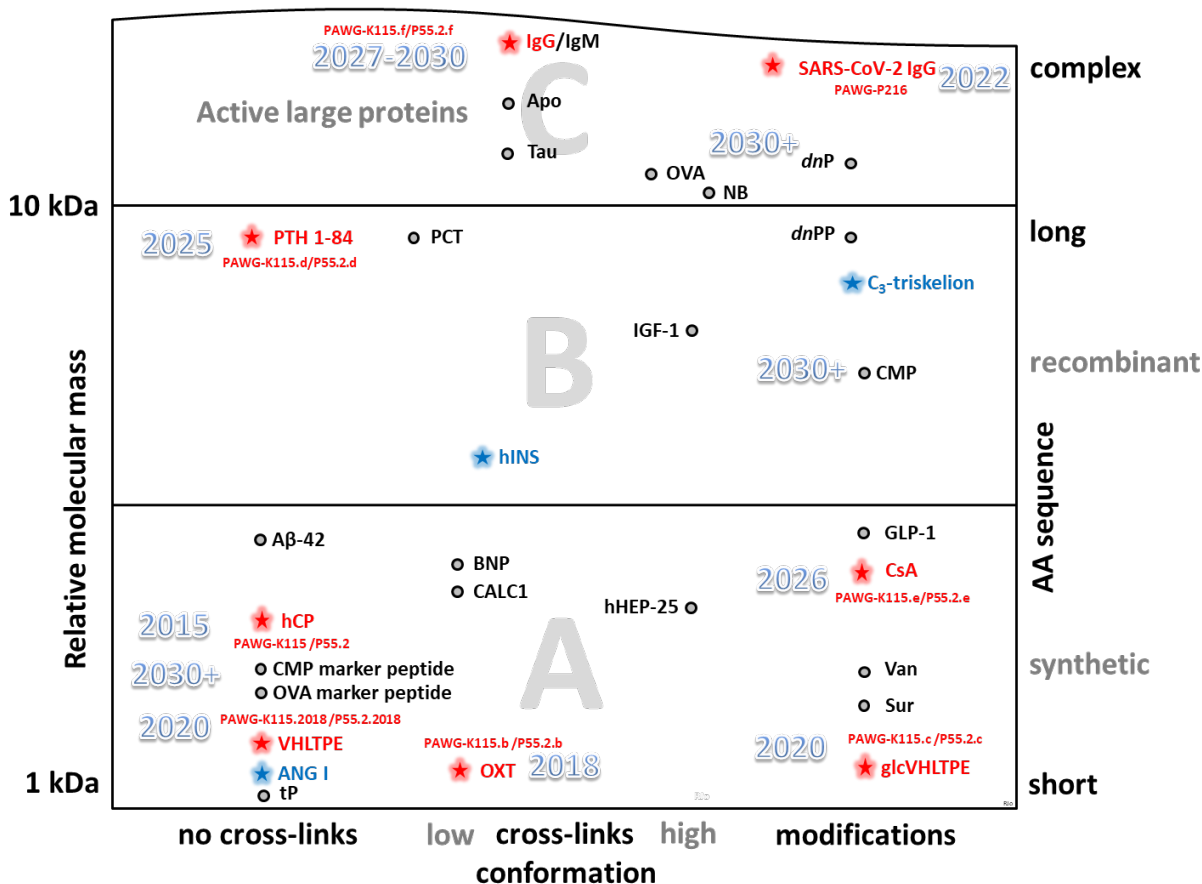 PAWG-K115.f/P55.2.f
2027-2030
IgG/IgM
SARS-CoV-2 IgG
2022
PAWG-P216
complex
Active large proteins
C
Apo
Tau
2030+
dnP
OVA
NB
10 kDa
2025
PTH 1-84
PAWG-K115.d/P55.2.d
PCT
dnPP
long
C₃-triskelion
B
IGF-1
2030+
CMP
recombinant
hINS
Relative molecular mass
AA sequence
Aβ-42
BNP
CALC1
hHEP-25
GLP-1
2026
CsA
PAWG-K115.e/P55.2.e
A
2015
hCP
PAWG-K115/P55.2
2030+
CMP marker peptide
OVA marker peptide
Van
Sur
synthetic
2020
PAWG-K115.2018/P55.2.2018
VHLTPE
ANG I
tP
PAWG-K115.b/P55.2.b
OXT
2018
2020
PAWG-K115.c/P55.2.c
glcVHLTPE
1 kDa
short
Rlo
Rlo
no cross-links
low
cross-links
high
modifications
conformation